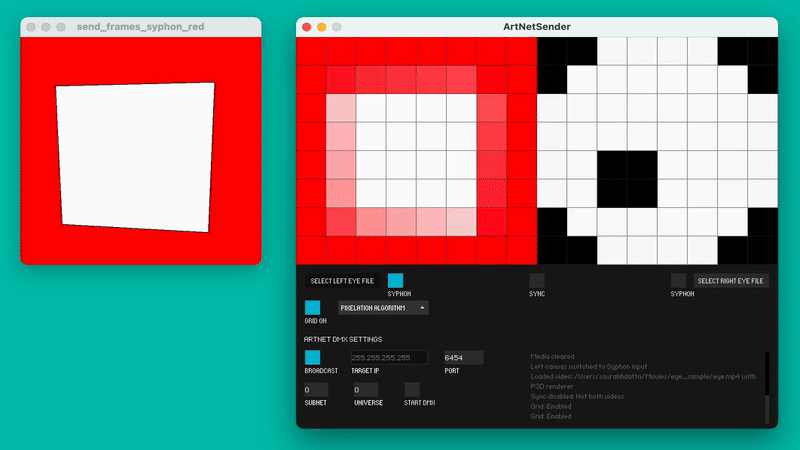 send_frames_syphon_red
ArtNetSender
SELECT LEFT EYE FILE
SYPHON
SYNC
SYPHON
SELECT RIGHT EYE FILE
GRID ON
PIXELATION ALGORITHM
ARTNET DMX SETTINGS
BROADCAST
255.255.255.255
TARGET IP
6454
PORT
0
SUBNET
0
UNIVERSE
START DMX
Media cleared
Left canvas switched to Syphon input
Loaded video: /Users/sourabhdatta/Movies/eye_sample/eye.mp4 with
P3D renderer
Sync disabled: Not both videos
Grid: Enabled
Grid: Enabled